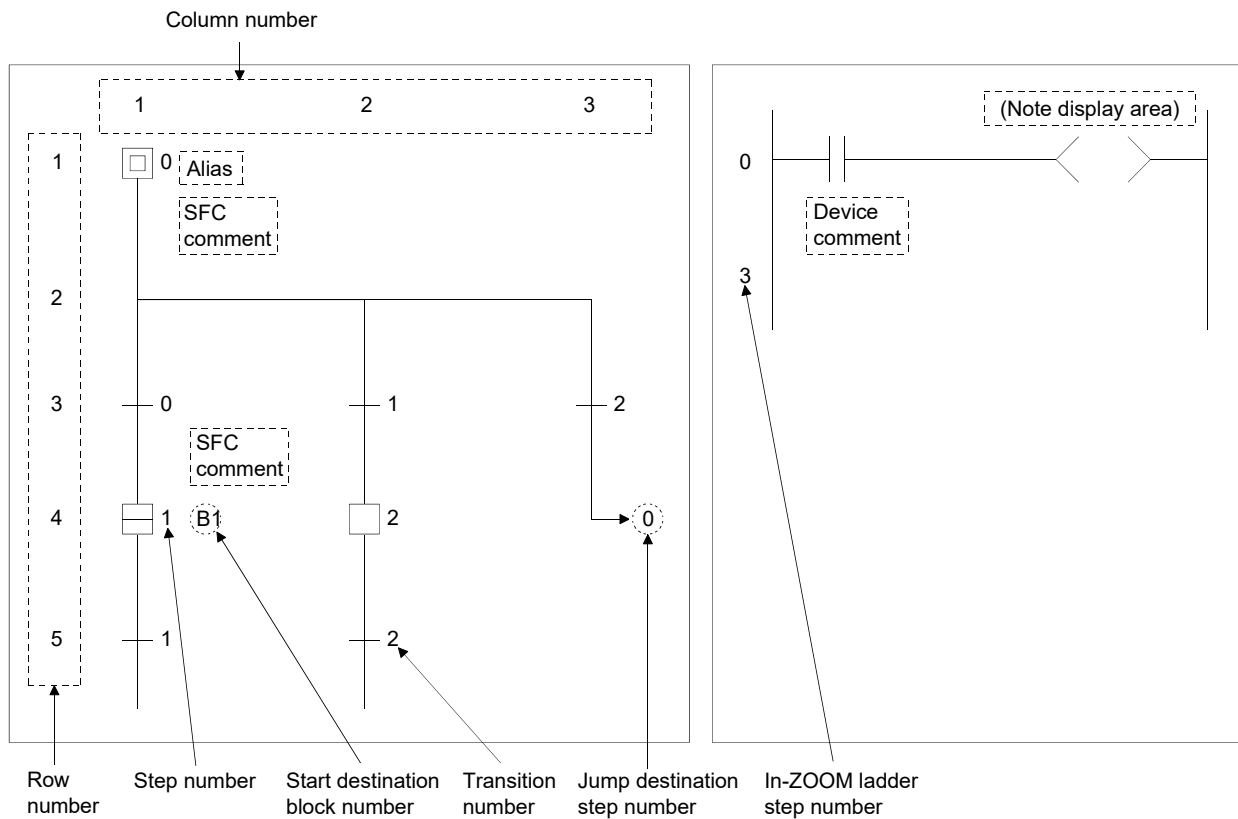 Column number
1 2 3
(Note display area)
1 0 Alias
0
SFC
comment
Device
comment
3
2
3 0 1 2
SFC
comment
4 1 B1 2 0
5 1 2
Row
number
Step number
Start destination
block number
Transition
number
Jump destination
step number
In-ZOOM ladder
step number